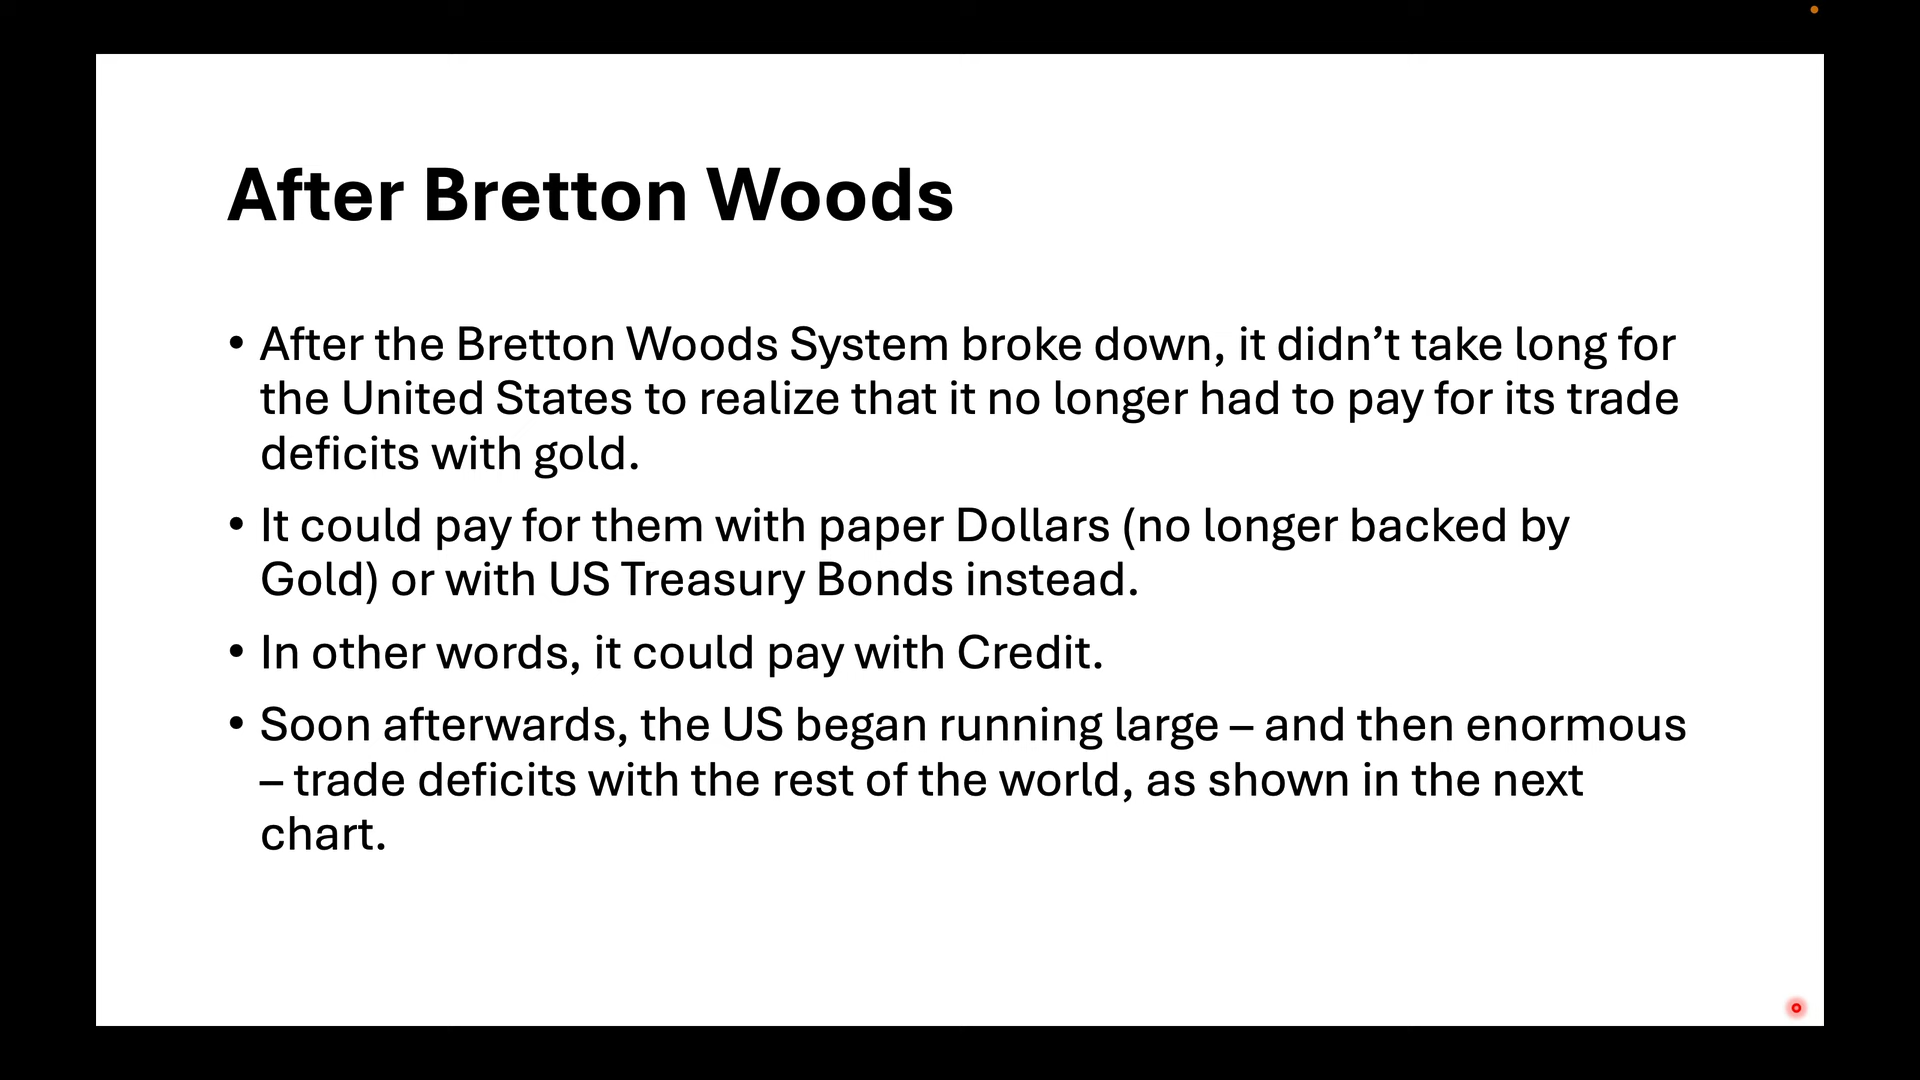 After Bretton Woods
• After the Bretton Woods System broke down, it didn’t take long for
the United States to realize that it no longer had to pay for its trade
deficits with gold.
• It could pay for them with paper Dollars (no longer backed by
Gold) or with US Treasury Bonds instead.
• In other words, it could pay with Credit.
• Soon afterwards, the US began running large – and then enormous
– trade deficits with the rest of the world, as shown in the next
chart.